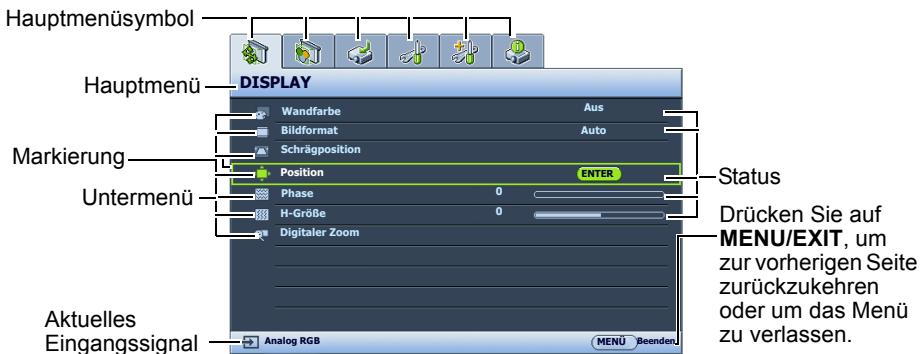 Hauptmenüsymbol
Hauptmenü
DISPLAY
Wandfarbe Aus
Bildformat Auto
Schrägposition
Markierung
Position ENTER
Status
Untermenü
Phase 0
H-Größe 0
Digitaler Zoom
Drücken Sie auf
MENU/EXIT, um
zur vorherigen Seite
zurückzukehren
oder um das Menü
zu verlassen.
Aktuelles
Eingangssignal
Analog RGB MENÜ Beenden